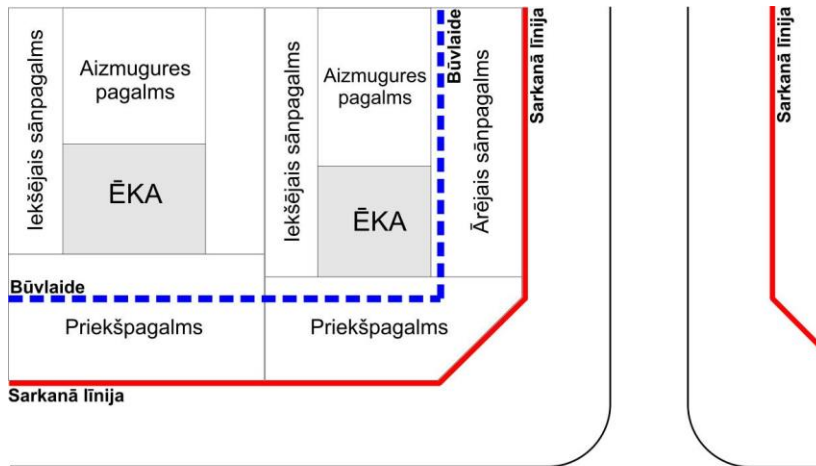 Iekšējais sānpagalms
Aizmugures
pagalms
ĒKA
Iekšējais sānpagalms
Aizmugures
pagalms
ĒKA
Būvlaide
Ārējais sānpagalms
Sarkanā līnija
Sarkanā līnija
Būvlaide
Priekšpagalms
Priekšpagalms
Sarkanā līnija